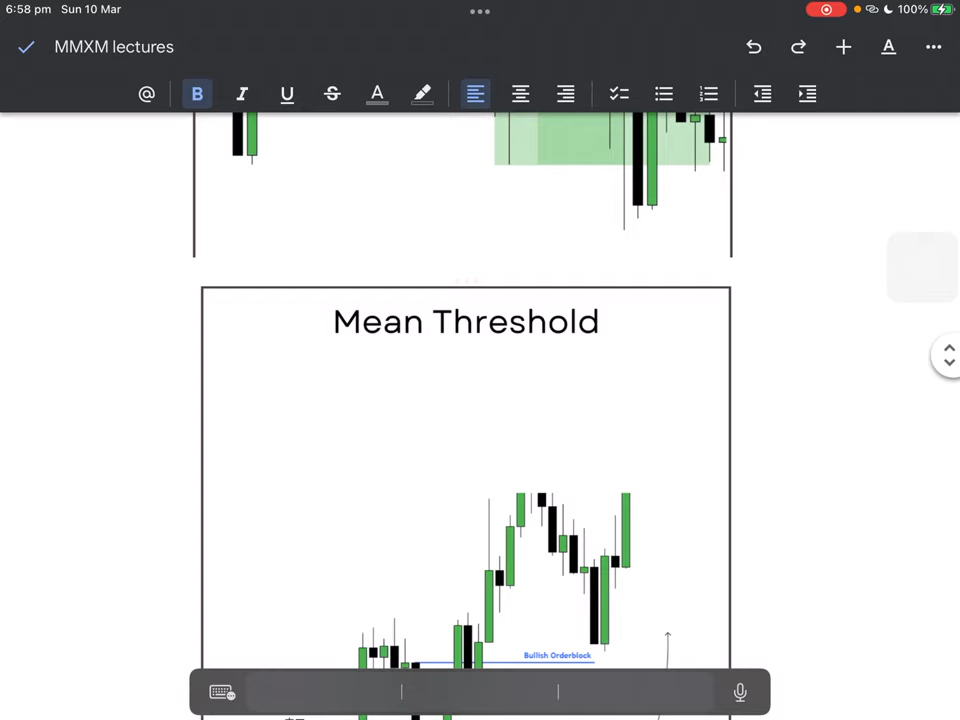 6:58 pm Sun 10 Mar
100%
MMXM lectures
Mean Threshold
Bullish Orderblock